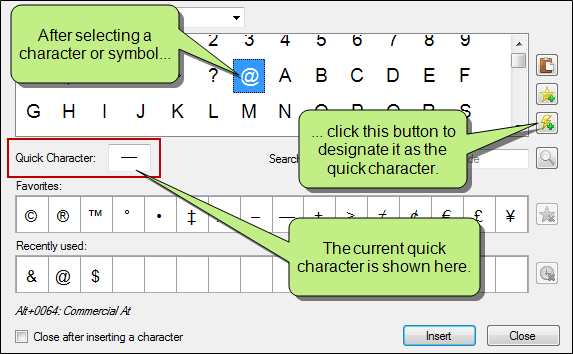 After selecting a
character or symbol...
2 3 4 5 6 7 8 9
? @ A B C D E F
G H I J K L M N
... click this button to
designate it as the
quick character.
Quick Character: —
Favorites:
© ® ™ ° • ‡ – — ± ≥ ≠ ¢ € £ ¥
The current quick
character is shown here.
Recently used:
& @ $
Alt+0064: Commercial At
Close after inserting a character
Insert Close